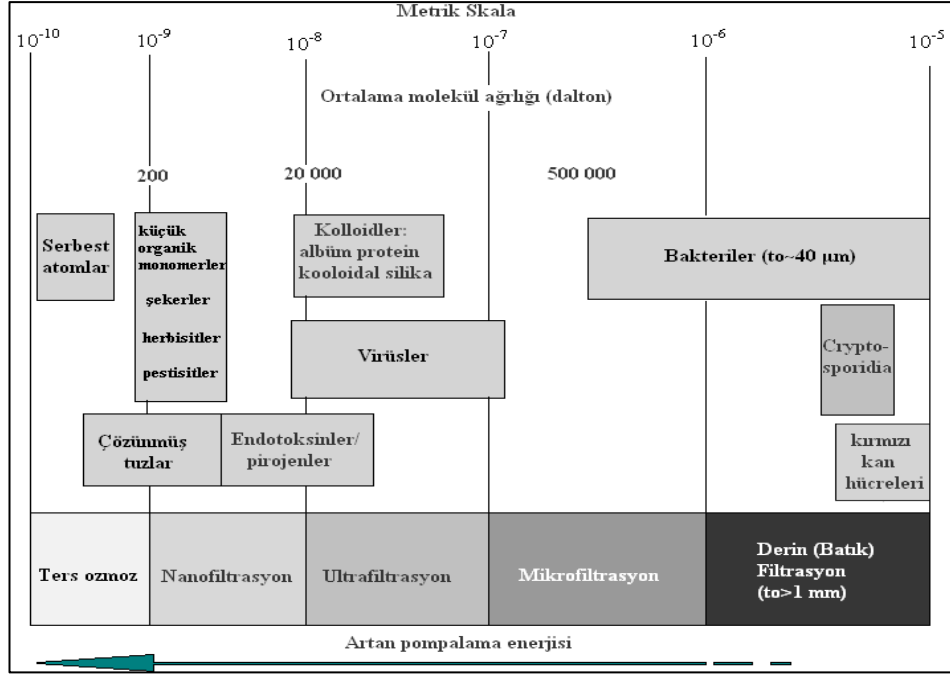 Metrik Skala
10-10
10-9
10-8
10-7
10-6
10-5
Ortalama molekül ağrlığı (dalton)
200
20 000
500 000
Serbest
atomlar
küçük
organik
monomerler
şekerler
herbisitler
pestisitler
Kolloidler:
albüm protein
kooloidal silika
Bakteriler (to~40 µm)
Virüsler
Crypto-
sporidia
Çözünmüş
tuzlar
Endotoksinler/
pirojenler
kırmızı
kan
hücreleri
Ters ozmoz
Nanofiltrasyon
Ultrafiltrasyon
Mikrofiltrasyon
Derin (Batık)
Filtrasyon
(to>1 mm)
Artan pompalama enerjisi